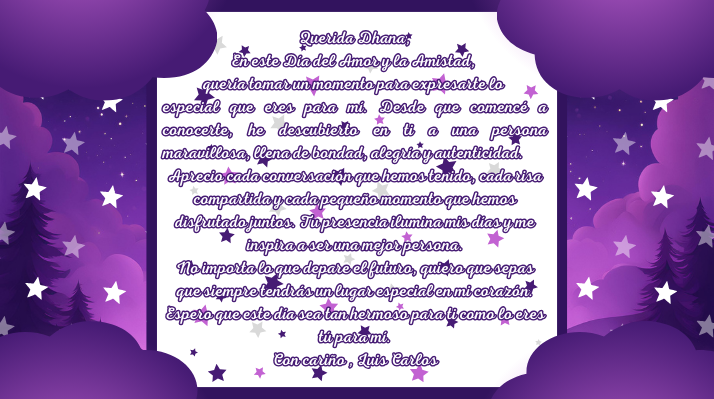 Querida Dhana,
En este Día del Amor y la Amistad,
quería tomar un momento para expresarte lo
especial que eres para mí. Desde que comencé a
conocerte, he descubierto en ti a una persona
maravillosa, llena de bondad, alegría y autenticidad.
Aprecio cada conversación que hemos tenido, cada risa
compartida y cada pequeño momento que hemos
disfrutado juntos. Tu presencia ilumina mis días y me
inspira a ser una mejor persona.
No importa lo que depare el futuro, quiero que sepas
que siempre tendrás un lugar especial en mi corazón.
Espero que este día sea tan hermoso para ti como lo eres
tú para mí.
Con cariño , Luis Carlos